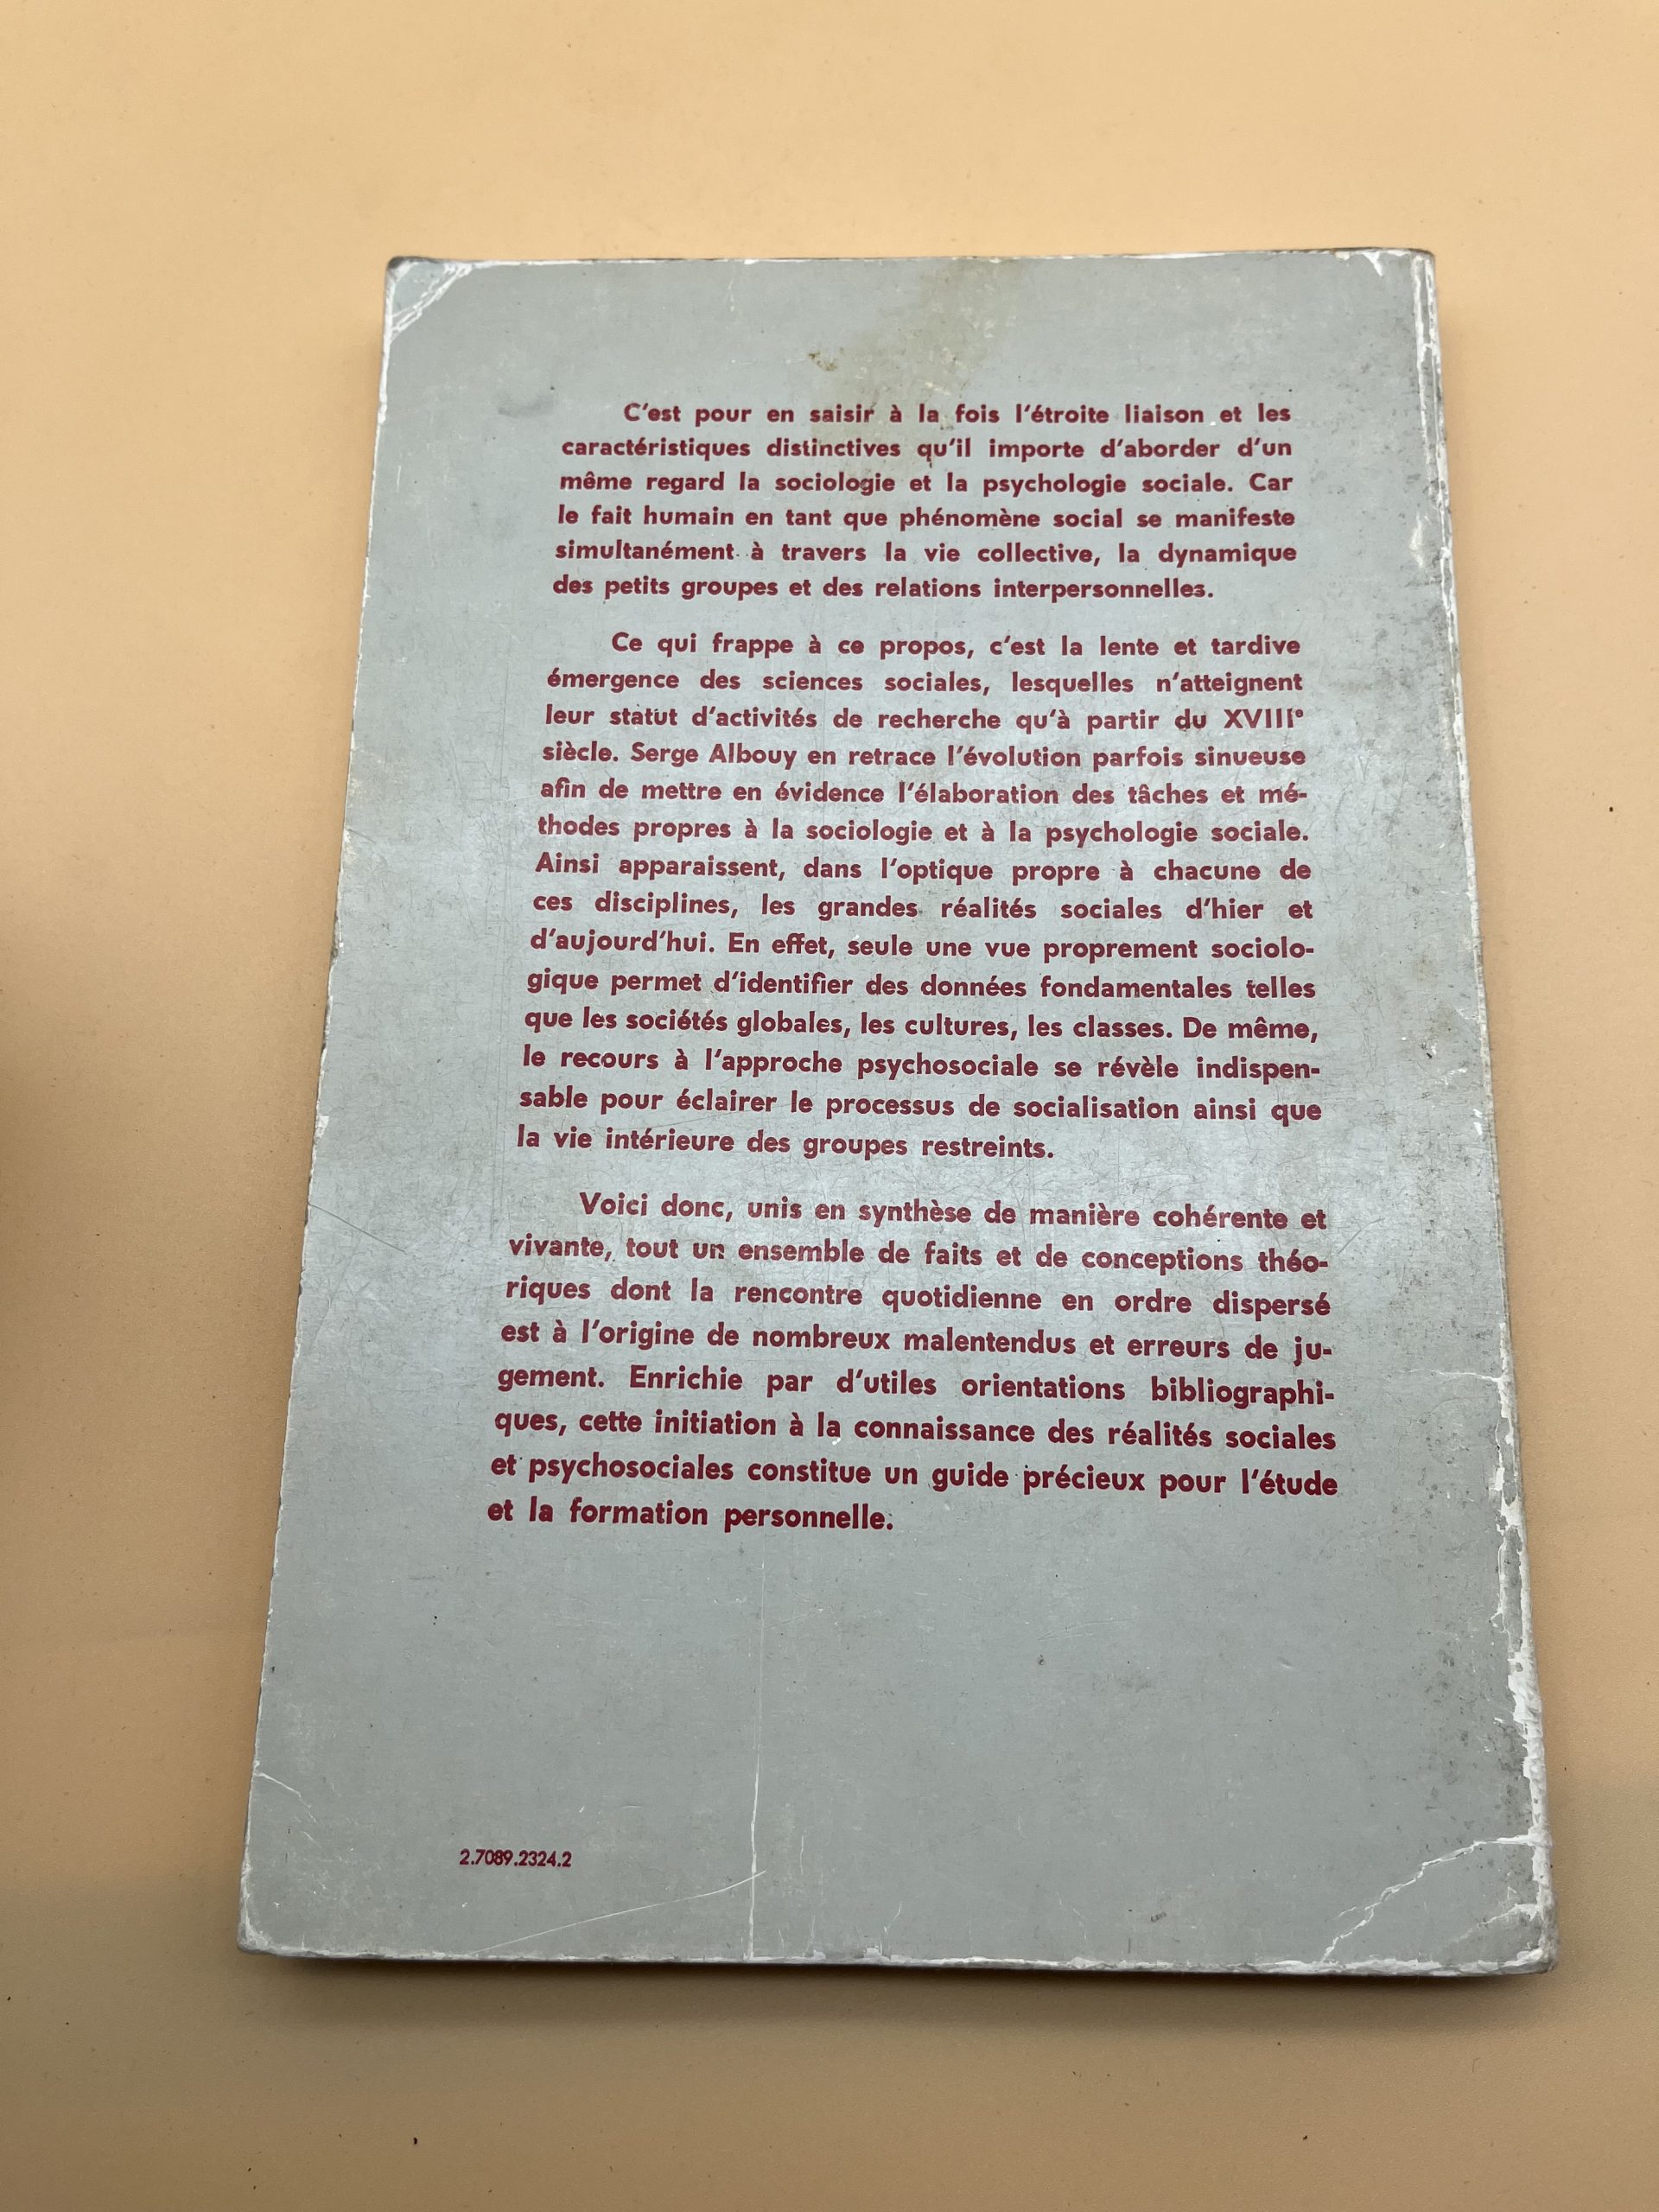 C'est pour en saisir à la fois l'étroite liaison et les
caractéristiques distinctives qu'il importe d'aborder d'un
même regard la sociologie et la psychologie sociale. Car
le fait humain en tant que phénomène social se manifeste
simultanément à travers la vie collective, la dynamique
des petits groupes et des relations interpersonnelles.
Ce qui frappe à ce propos, c'est la lente et tardive
émergence des sciences sociales, lesquelles n'atteignent
leur statut d'activités de recherche qu'à partir du XVIIIe
siècle. Serge Albouy en retrace l'évolution parfois sinueuse
afin de mettre en évidence l'élaboration des tâches et mé-
thodes propres à la sociologie et à la psychologie sociale.
Ainsi apparaissent, dans l'optique propre à chacune de
ces disciplines, les grandes réalités sociales d'hier et
d'aujourd'hui. En effet, seule une vue proprement sociolo-
gique permet d'identifier des données fondamentales telles
que les sociétés globales, les cultures, les classes. De même,
le recours à l'approche psychosociale se révèle indispen-
sable pour éclairer le processus de socialisation ainsi que
la vie intérieure des groupes restreints.
Voici donc, unis en synthèse de manière cohérente et
vivante, tout un ensemble de faits et de conceptions théo-
riques dont la rencontre quotidienne en ordre dispersé
est à l'origine de nombreux malentendus et erreurs de ju-
gement. Enrichie par d'utiles orientations bibliographi-
ques, cette initiation à la connaissance des réalités sociales
et psychosociales constitue un guide précieux pour l'étude
et la formation personnelle.
2.7089.2324.2